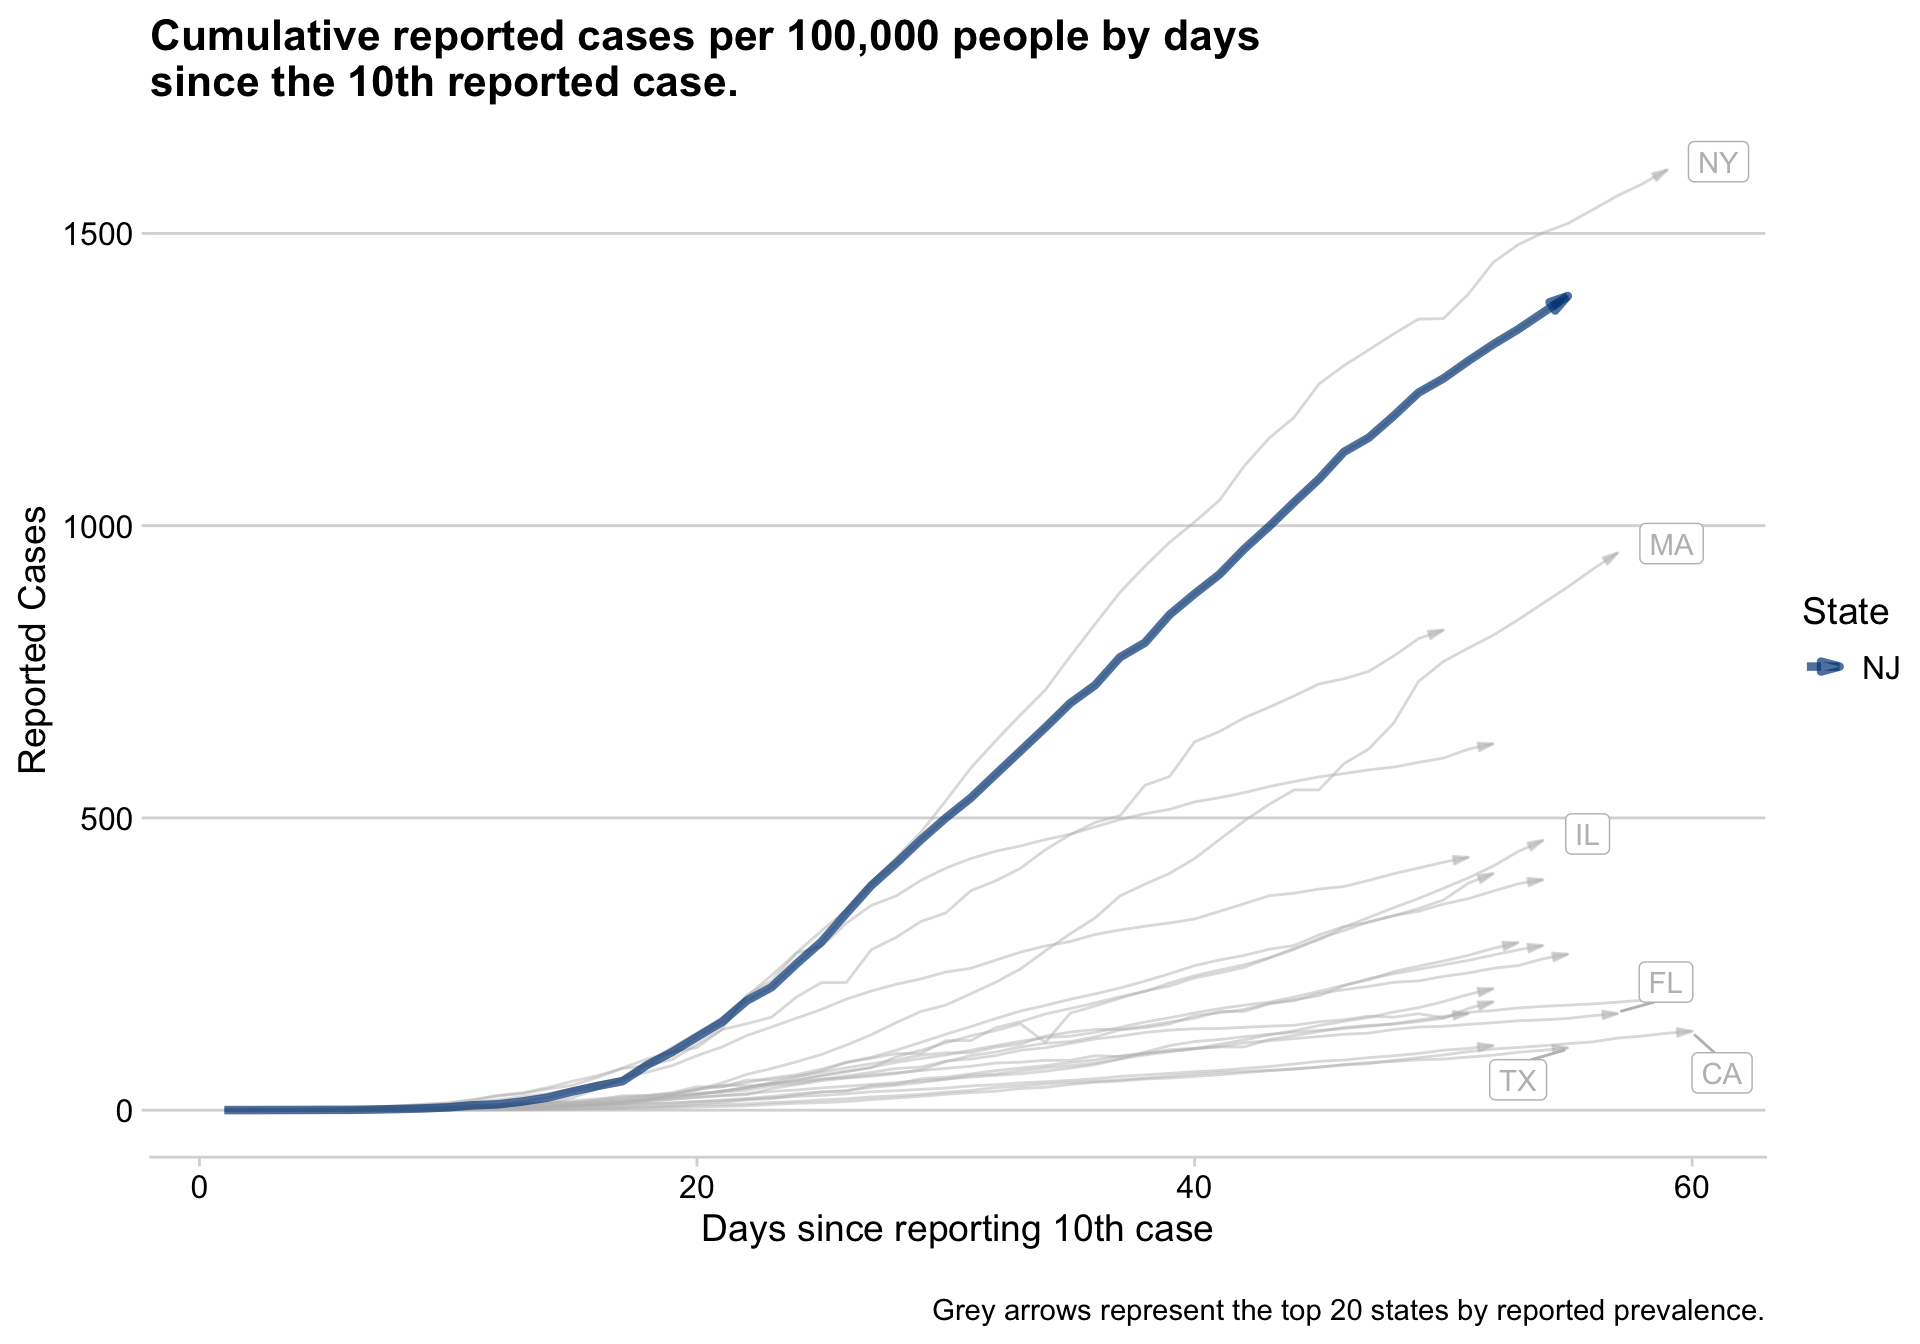 Cumulative reported cases per 100,000 people by days
since the 10th reported case.
NY
1500
1000
MA
Reported Cases
State
NJ
500
IL
FL
TX
CA
0
0
20
40
60
Days since reporting 10th case
Grey arrows represent the top 20 states by reported prevalence.